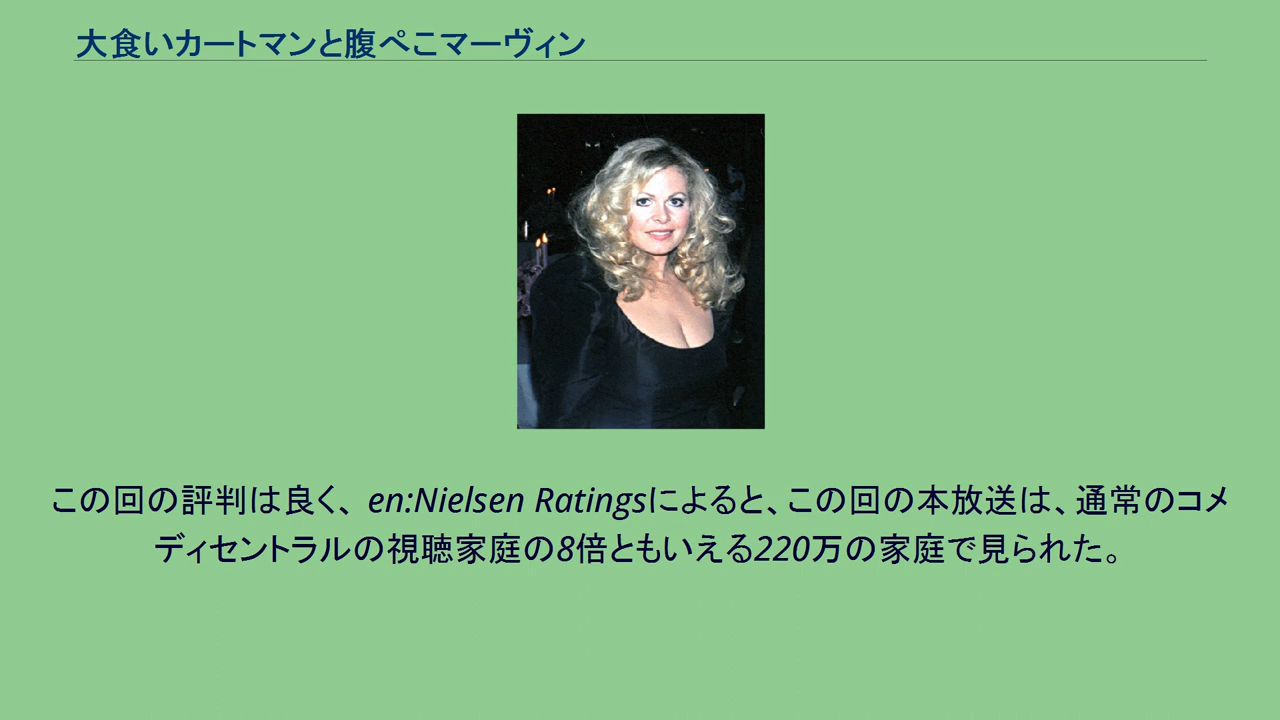 大食いカートマンと腹ぺこマーヴィン
この回の評判は良く、en:Nielsen Ratingsによると、この回の本放送は、通常のコメ
ディセントラルの視聴家庭の8倍ともいえる220万の家庭で見られた。